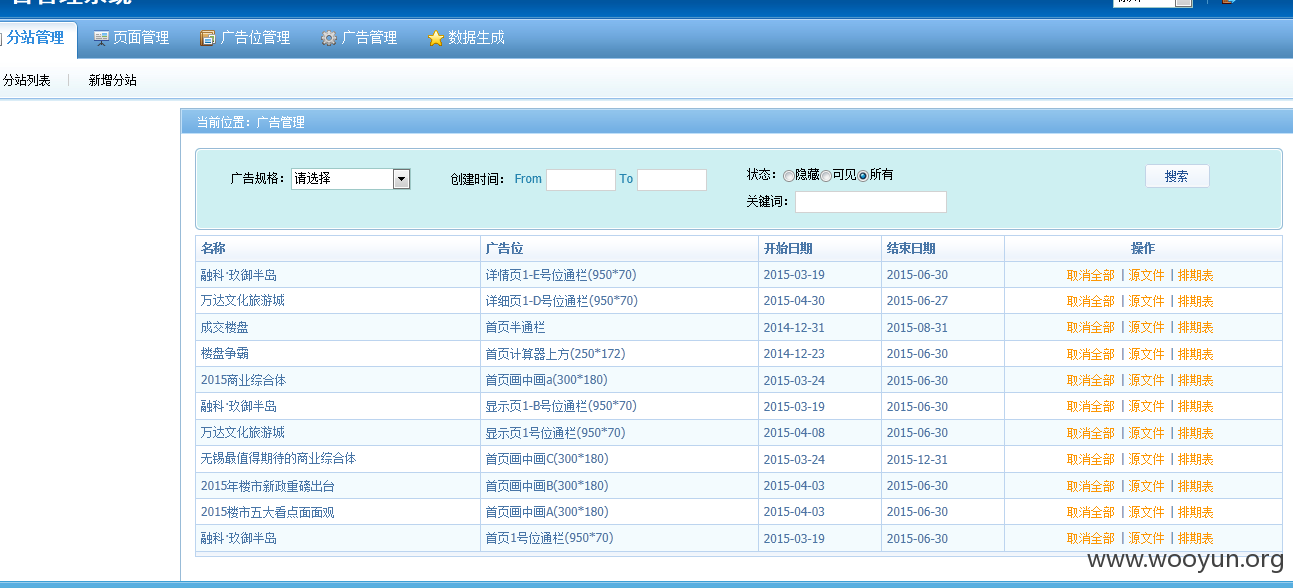 分站管理 页面管理 广告位管理 广告管理 数据生成
分站列表 | 新增分站
当前位置：广告管理
广告规格： 请选择 创建时间： From To 状态： 隐藏 可见 所有 搜索
关键词：
名称 广告位 开始日期 结束日期 操作
融科·玖御半岛 详情页1-E号位通栏(950*70) 2015-03-19 2015-06-30 取消全部 | 源文件 | 排期表
万达文化旅游城 详细页1-D号位通栏(950*70) 2015-04-30 2015-06-27 取消全部 | 源文件 | 排期表
成交楼盘 首页半通栏 2014-12-31 2015-08-31 取消全部 | 源文件 | 排期表
楼盘争霸 首页计算器上方(250*172) 2014-12-23 2015-06-30 取消全部 | 源文件 | 排期表
2015商业综合体 首页画中画a(300*180) 2015-03-24 2015-06-30 取消全部 | 源文件 | 排期表
融科·玖御半岛 显示页1-B号位通栏(950*70) 2015-03-19 2015-06-30 取消全部 | 源文件 | 排期表
万达文化旅游城 显示页1号位通栏(950*70) 2015-04-08 2015-06-30 取消全部 | 源文件 | 排期表
无锡最值得期待的商业综合体 首页画中画C(300*180) 2015-03-24 2015-12-31 取消全部 | 源文件 | 排期表
2015年楼市新政重磅出台 首页画中画B(300*180) 2015-04-03 2015-06-30 取消全部 | 源文件 | 排期表
2015楼市五大看点面面观 首页画中画A(300*180) 2015-04-03 2015-06-30 取消全部 | 源文件 | 排期表
融科·玖御半岛 首页1号位通栏(950*70) 2015-03-19 2015-06-30 取消全部 | 源文件 | 排期表
www.wooyun.org